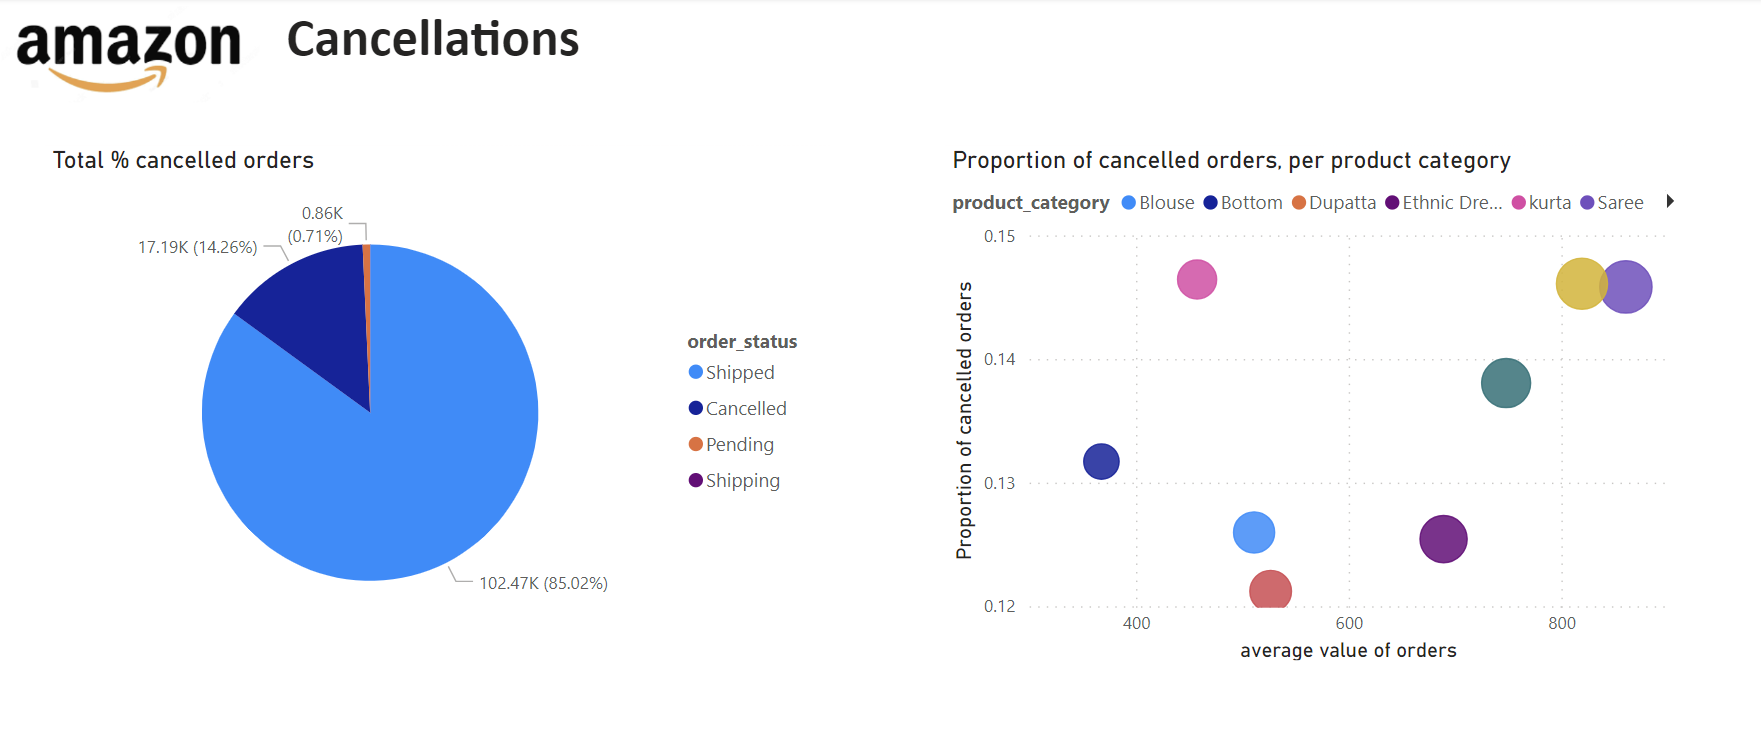 amazon
Cancellations
Total % cancelled orders
0.86K
(0.71%)
17.19K (14.26%)
102.47K (85.02%)
order_status
Shipped
Cancelled
Pending
Shipping
Proportion of cancelled orders, per product category
product_category Blouse Bottom Dupatta Ethnic Dre... kurta Saree
Proportion of cancelled orders
0.15
0.14
0.13
0.12
400 600 800
average value of orders